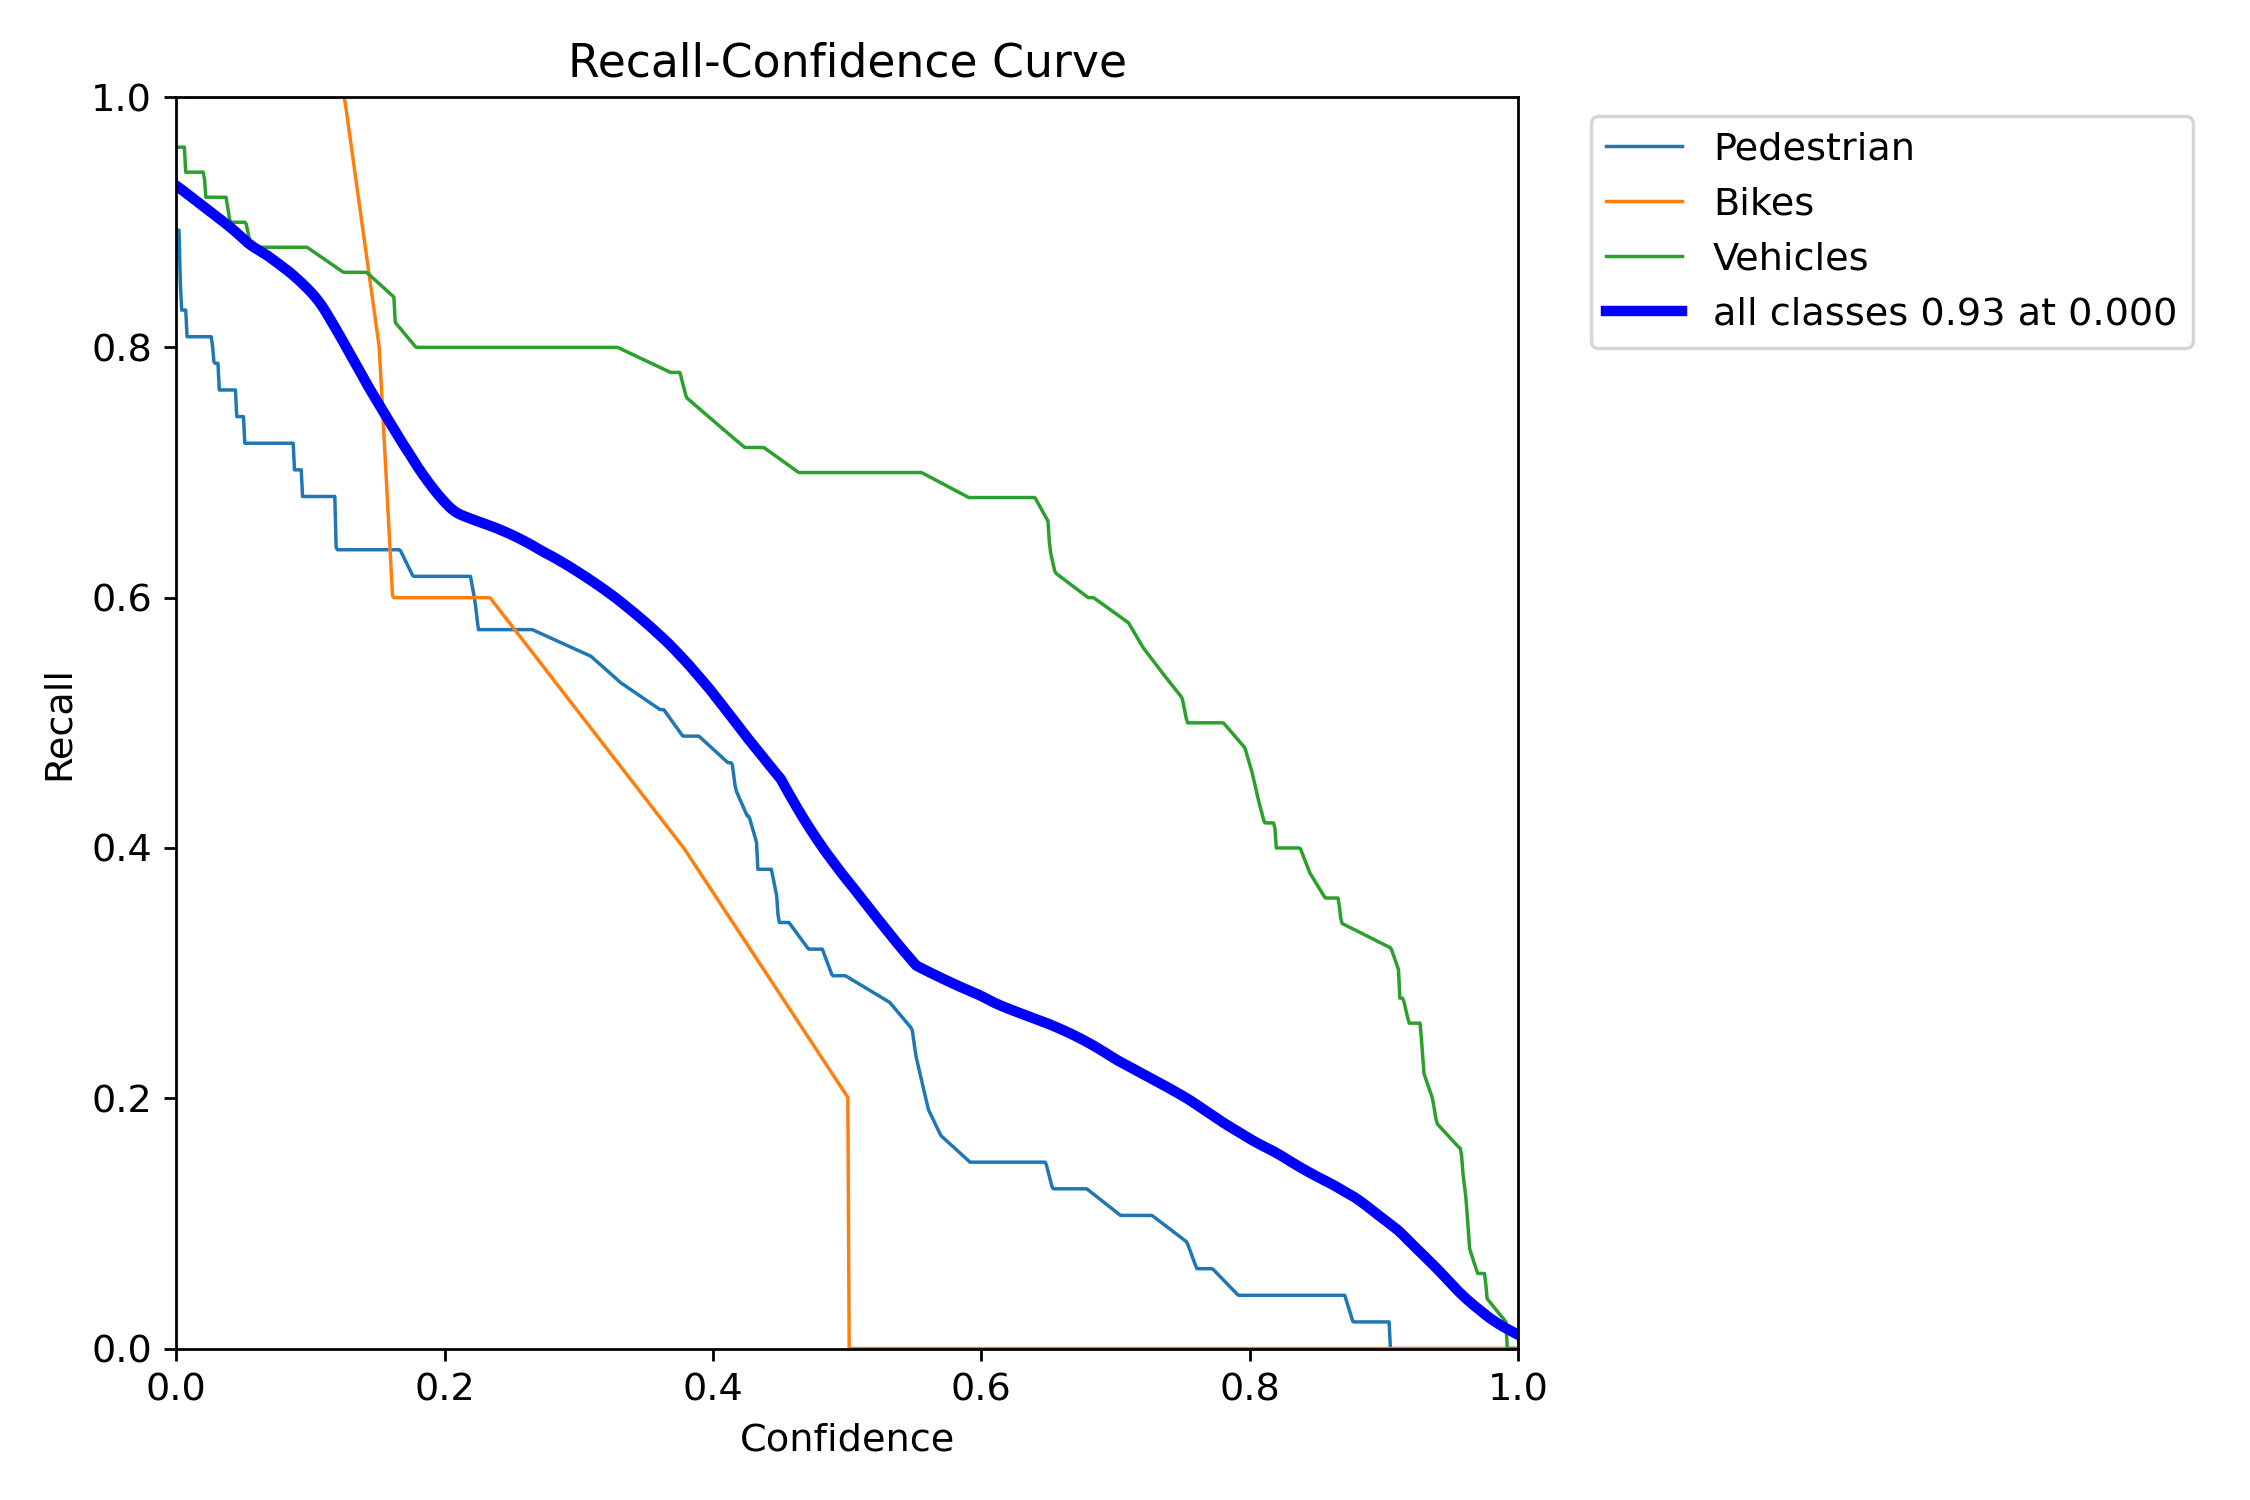 Recall-Confidence Curve
1.0
0.8
0.6
0.4
0.2
0.0
Recall
0.0 0.2 0.4 0.6 0.8 1.0
Confidence
Pedestrian
Bikes
Vehicles
all classes 0.93 at 0.000